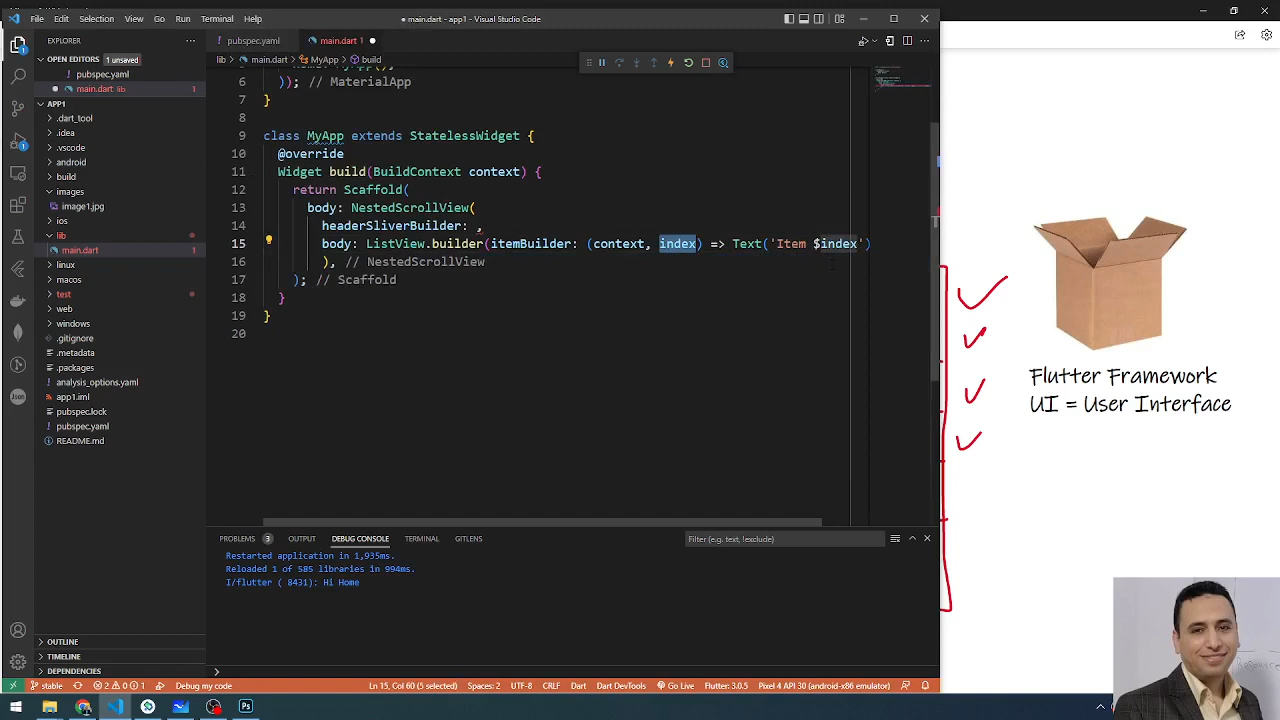 File Edit Selection View Go Run Terminal Help
● main.dart - app1 - Visual Studio Code
EXPLORER
OPEN EDITORS 1 unsaved
pubspec.yaml
main.dart lib 1
APP1
.dart_tool
.idea
.vscode
android
build
images
image1.jpg
ios
lib
main.dart 1
linux
macos
test
web
windows
.gitignore
.metadata
.packages
analysis_options.yaml
app1.iml
pubspec.lock
pubspec.yaml
README.md
OUTLINE
TIMELINE
DEPENDENCIES
pubspec.yaml main.dart 1
lib > main.dart > MyApp > build
6 )); // MaterialApp
7 }
8
9 class MyApp extends StatelessWidget {
10 @override
11 Widget build(BuildContext context) {
12 return Scaffold(
13 body: NestedScrollView(
14 headerSliverBuilder: ,
15 body: ListView.builder(itemBuilder: (context, index) => Text('Item $index')
16 ), // NestedScrollView
17 ); // Scaffold
18 }
19 }
20
PROBLEMS 3 OUTPUT DEBUG CONSOLE TERMINAL GITLENS
Filter (e.g. text, !exclude)
Restarted application in 1,935ms.
Reloaded 1 of 585 libraries in 994ms.
I/flutter ( 8431): Hi Home
stable 2 0 1 Debug my code
Ln 15, Col 60 (5 selected) Spaces: 2 UTF-8 CRLF Dart Dart DevTools Go Live Flutter: 3.0.5 Pixel 4 API 30 (android-x86 emulator)
Flutter Framework
UI = User Interface